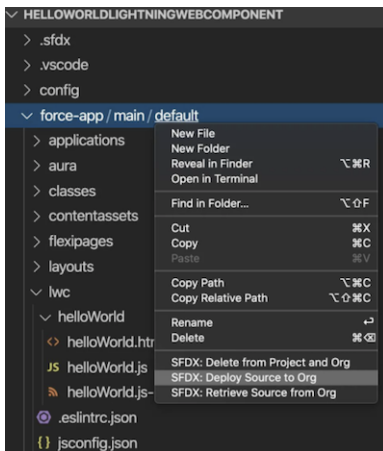 HELLOWORLDLIGHTNINGWEBCOMPONENT
.sfdx
.vscode
config
force-app / main / default
applications
aura
classes
contentassets
flexipages
layouts
lwc
helloWorld
<> helloWorld.htr
JS helloWorld.js
helloWorld.js-
.eslintrc.json
{} jsconfig.json
New File
New Folder
Reveal in Finder ⌥⌘R
Open in Terminal
Find in Folder... ⌥⇧F
Cut ⌘X
Copy ⌘C
Paste ⌘V
Copy Path ⌥⌘C
Copy Relative Path ⌥⇧⌘C
Rename ↩
Delete ⌘⌫
SFDX: Delete from Project and Org
SFDX: Deploy Source to Org
SFDX: Retrieve Source from Org